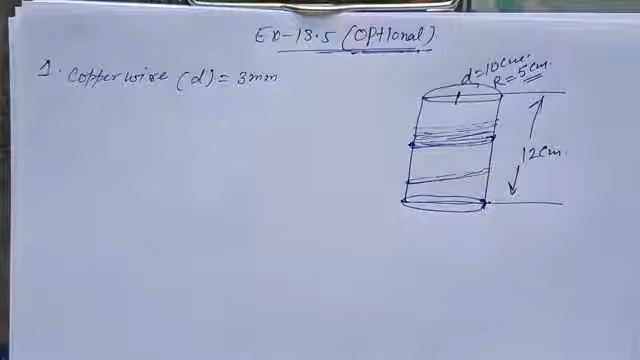 Ex-13.5 (Optional)
1. Copper wire (d) = 3mm
d=10cm.
R=5cm.
12cm.